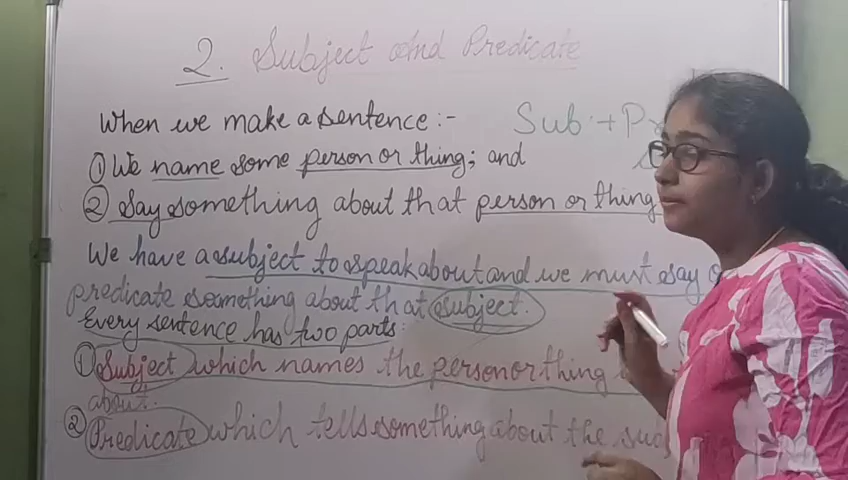 2. Subject and Predicate
When we make a sentence :-
Sub. + Pr
① We name some person or thing; and
② Say something about that person or thing
We have a subject to speak about and we must say o
predicate something about that subject.
Every sentence has two parts:
① Subject which names the person or thing
about.
② Predicate which tells something about the sub